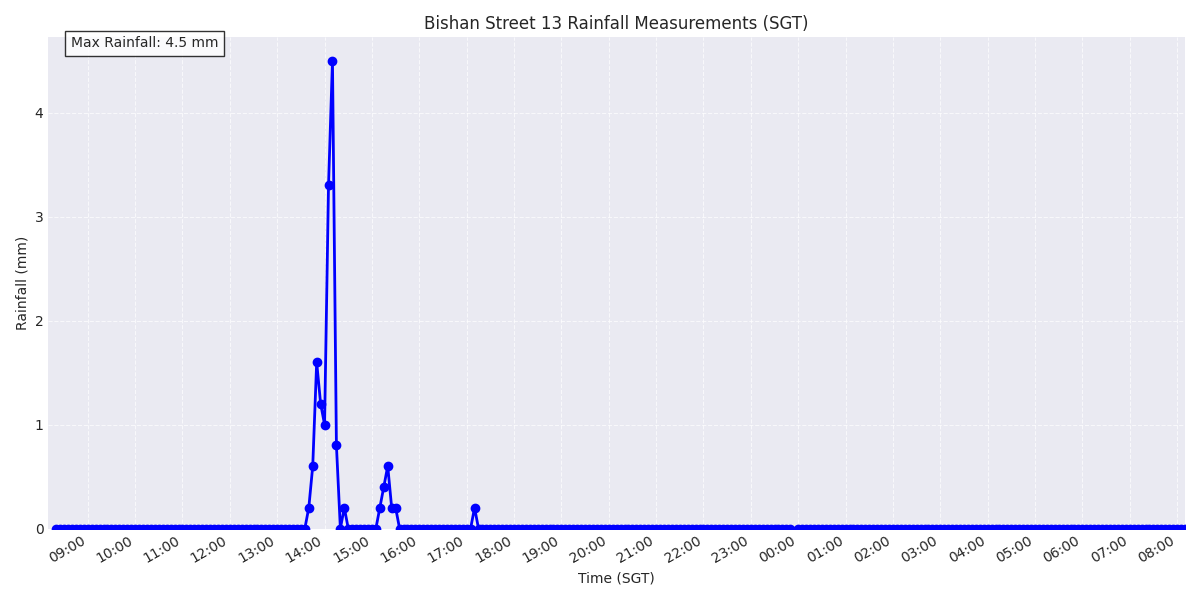 Bishan Street 13 Rainfall Measurements (SGT)
Max Rainfall: 4.5 mm
4
3
2
1
0
Rainfall (mm)
09:00 10:00 11:00 12:00 13:00 14:00 15:00 16:00 17:00 18:00 19:00 20:00 21:00 22:00 23:00 00:00 01:00 02:00 03:00 04:00 05:00 06:00 07:00 08:00
Time (SGT)